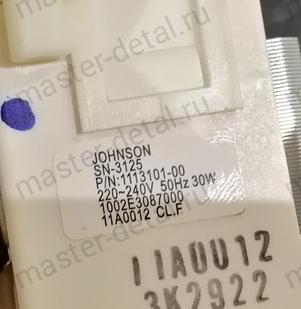 master-detal.ru
master-detal.ru
JOHNSON
SN-3125
P/N:1113101-00
220~240V 50Hz 30W
1002E3087000
11A0012 CL.F
master-detal.ru
11A0012
3K2922
master-detal.ru